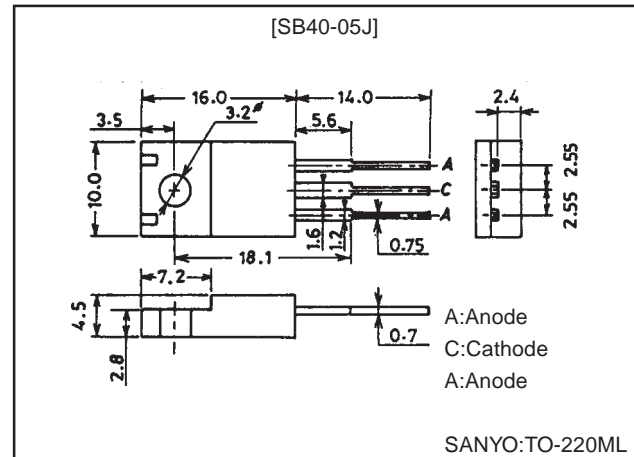 [SB40-05J]
16.0
14.0
2.4
3.5
3.2ø
5.6
10.0
A
C
A
2.55
2.55
1.6
1.2
0.75
18.1
7.2
4.5
2.8
0.7
A:Anode
C:Cathode
A:Anode
SANYO:TO-220ML